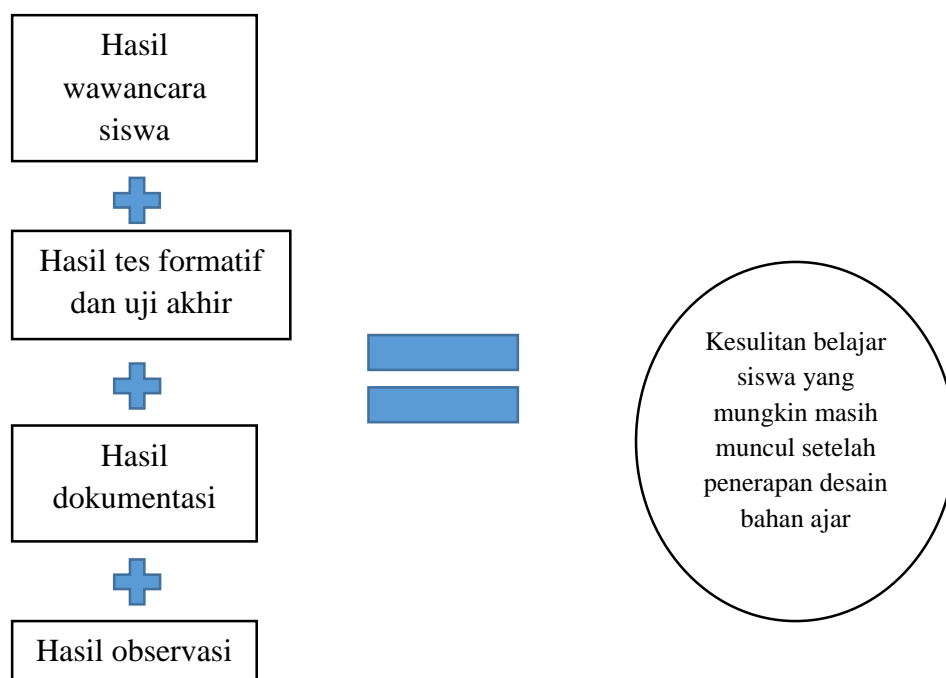 Hasil
wawancara
siswa
Hasil tes formatif
dan uji akhir
Hasil
dokumentasi
Hasil observasi
Kesulitan belajar
siswa yang
mungkin masih
muncul setelah
penerapan desain
bahan ajar